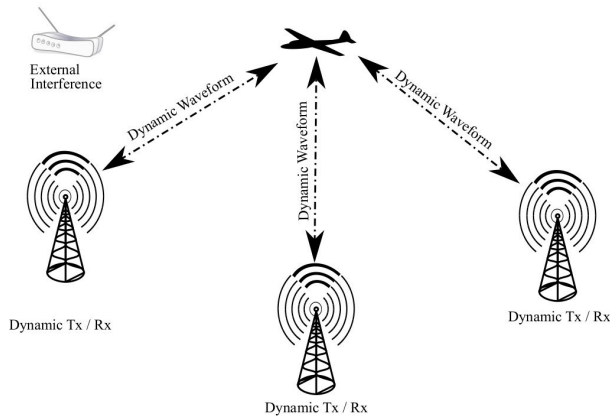 External
Interference
Dynamic Waveform
Dynamic Waveform
Dynamic Waveform
Dynamic Tx / Rx
Dynamic Tx / Rx
Dynamic Tx / Rx